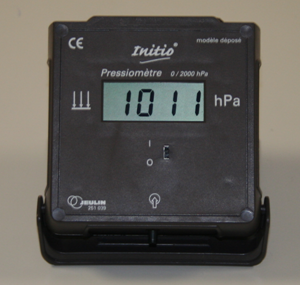 CE
Initio®
modèle déposé
Pressiomètre 0 / 2000 hPa
1011 hPa
I
O
JEULIN